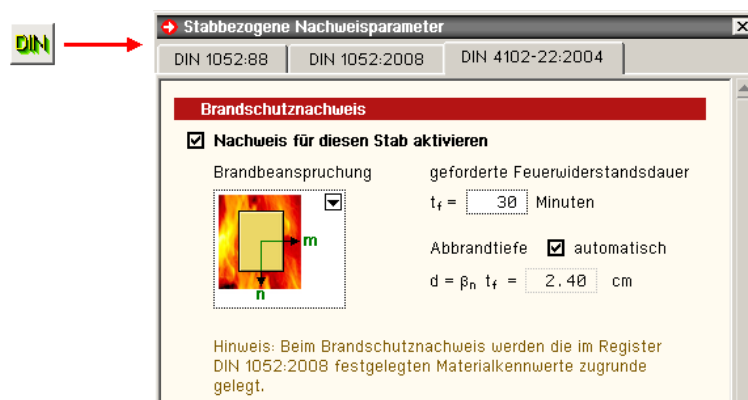 DIN
Stabbezogene Nachweisparameter
DIN 1052:88 DIN 1052:2008 DIN 4102-22:2004
Brandschutznachweis
Nachweis für diesen Stab aktivieren
Brandbeanspruchung geforderte Feuerwiderstandsdauer
tf = 30 Minuten
m
Abbrandtiefe automatisch
d = βn tf = 2.40 cm
n
Hinweis: Beim Brandschutznachweis werden die im Register
DIN 1052:2008 festgelegten Materialkennwerte zugrunde
gelegt.